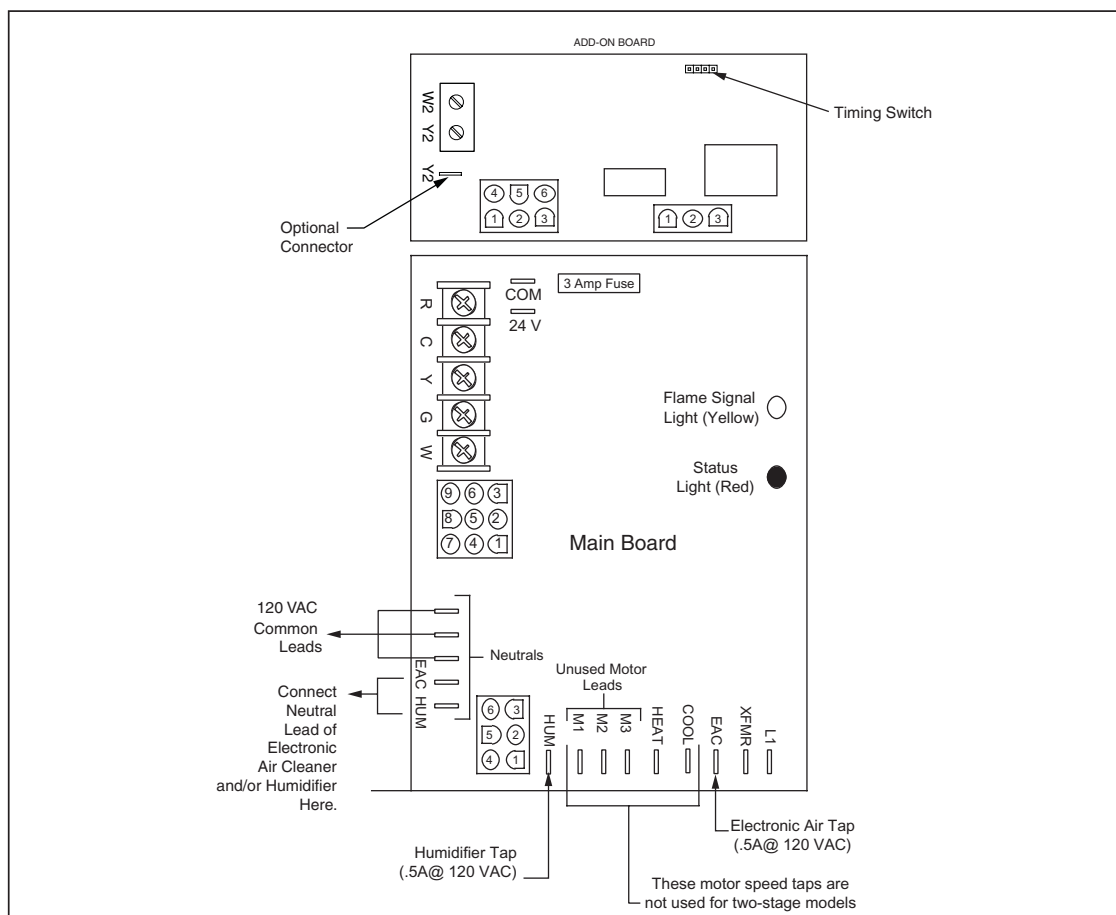 ADD-ON BOARD
W2
Y2
Y2
Timing Switch
4 5 6
1 2 3
1 2 3
Optional
Connector
R
C
Y
G
W
COM
24 V
3 Amp Fuse
Flame Signal
Light (Yellow)
Status
Light (Red)
9 6 3
8 5 2
7 4 1
Main Board
120 VAC
Common
Leads
Neutrals
EAC
HUM
Connect
Neutral
Lead of
Electronic
Air Cleaner
and/or Humidifier
Here.
6 3
5 2
4 1
Unused Motor
Leads
HUM
M1
M2
M3
HEAT
COOL
EAC
XFMR
L1
Humidifier Tap
(.5A@ 120 VAC)
Electronic Air Tap
(.5A@ 120 VAC)
These motor speed taps are
not used for two-stage models